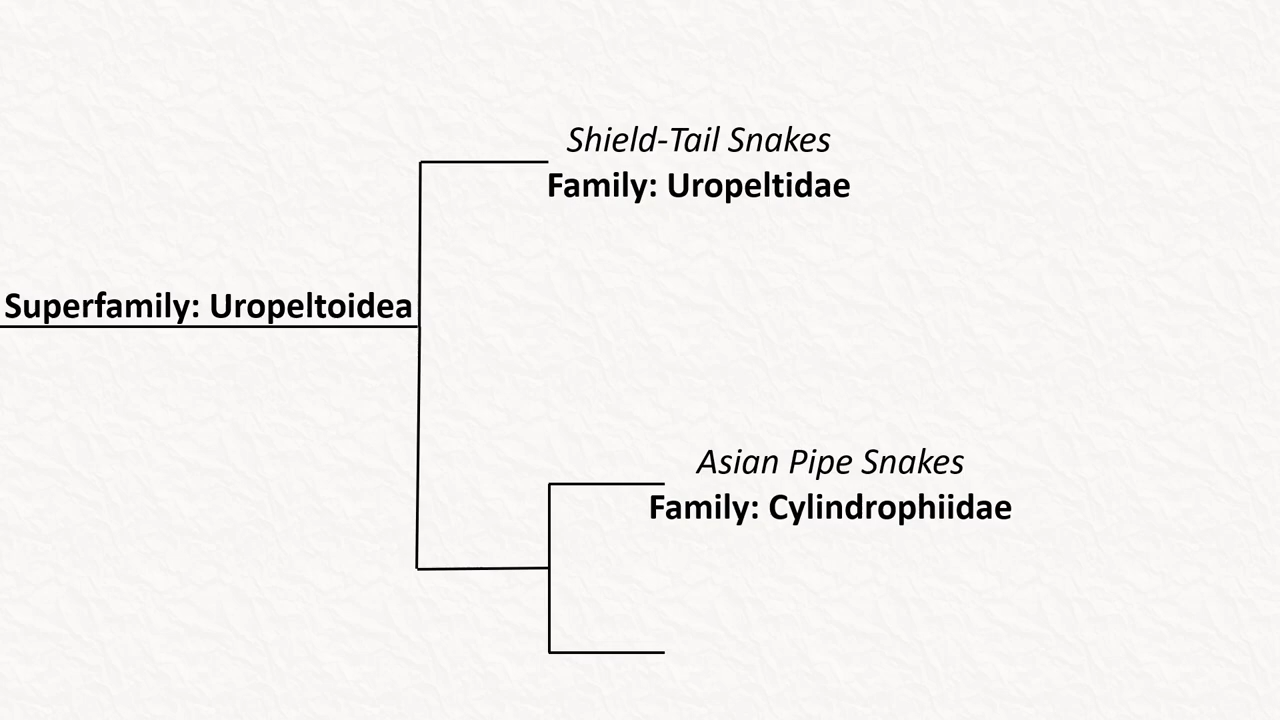 Shield-Tail Snakes
Family: Uropeltidae
Superfamily: Uropeltoidea
Asian Pipe Snakes
Family: Cylindrophiidae